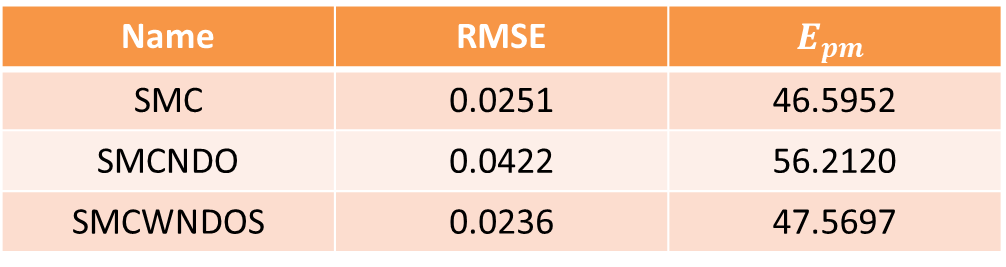 Name RMSE E_pm
SMC 0.0251 46.5952
SMCNDO 0.0422 56.2120
SMCWNDOS 0.0236 47.5697